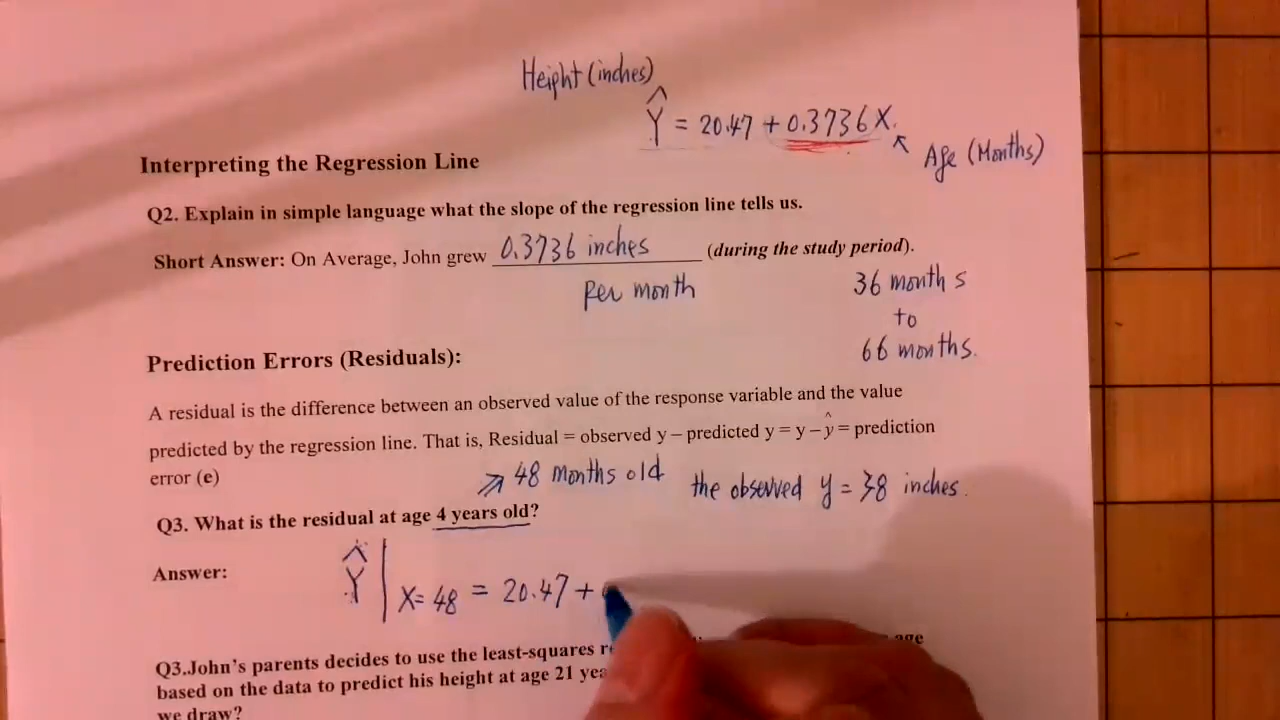 Height (inches)
Ŷ = 20.47 + 0.3736 X.
Age (Months)
Interpreting the Regression Line
Q2. Explain in simple language what the slope of the regression line tells us.
Short Answer: On Average, John grew 0.3736 inches (during the study period).
per month
36 months
to
66 months.
Prediction Errors (Residuals):
A residual is the difference between an observed value of the response variable and the value
predicted by the regression line. That is, Residual = observed y – predicted y = y – ŷ = prediction
error (e)
48 months old the observed y = 38 inches.
Q3. What is the residual at age 4 years old?
Answer: Ŷ | X = 48 = 20.47 +
Q3.John's parents decides to use the least-squares age
based on the data to predict his height at age 21
we draw?